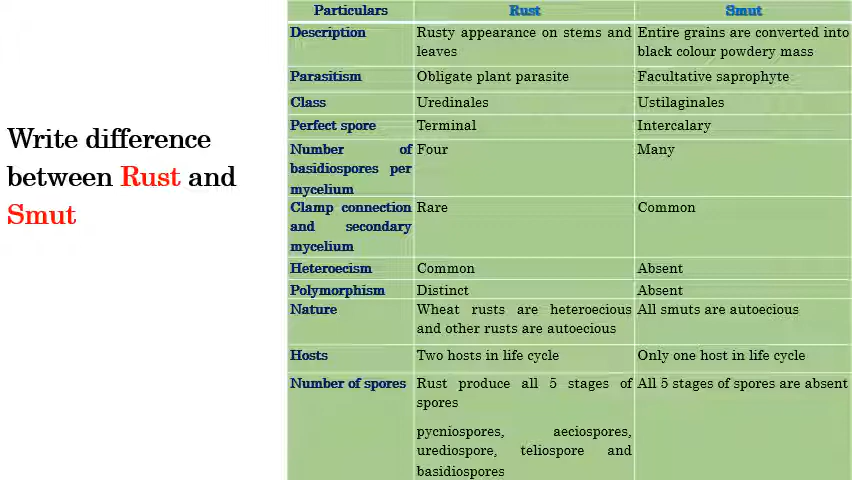 Write difference
between Rust and
Smut
Particulars Rust Smut
Description Rusty appearance on stems and Entire grains are converted into
leaves black colour powdery mass
Parasitism Obligate plant parasite Facultative saprophyte
Class Uredinales Ustilaginales
Perfect spore Terminal Intercalary
Number of Four Many
basidiospores per
mycelium
Clamp connection Rare Common
and secondary
mycelium
Heteroecism Common Absent
Polymorphism Distinct Absent
Nature Wheat rusts are heteroecious All smuts are autoecious
and other rusts are autoecious
Hosts Two hosts in life cycle Only one host in life cycle
Number of spores Rust produce all 5 stages of All 5 stages of spores are absent
spores
pycniospores, aeciospores,
urediospore, teliospore and
basidiospores